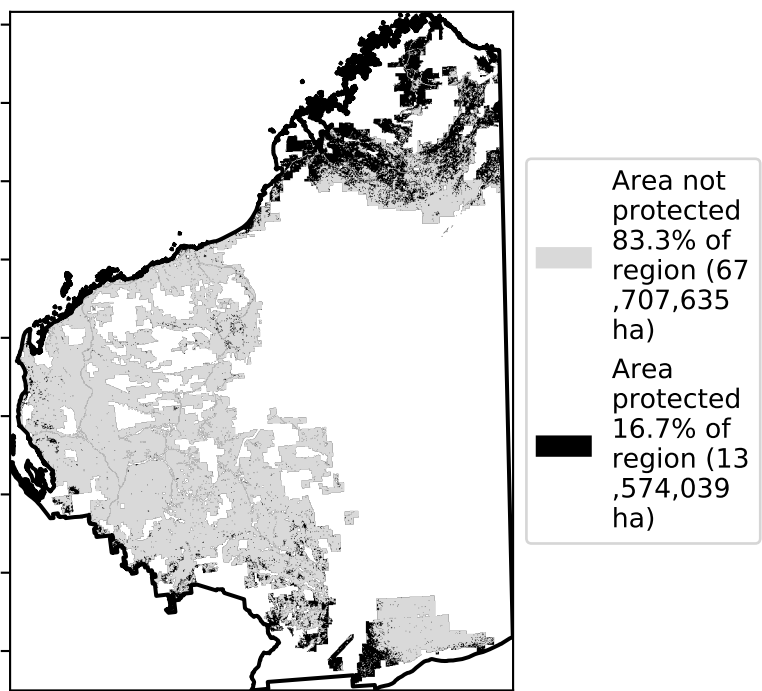 Area not
protected
83.3% of
region (67
,707,635
ha)
Area
protected
16.7% of
region (13
,574,039
ha)